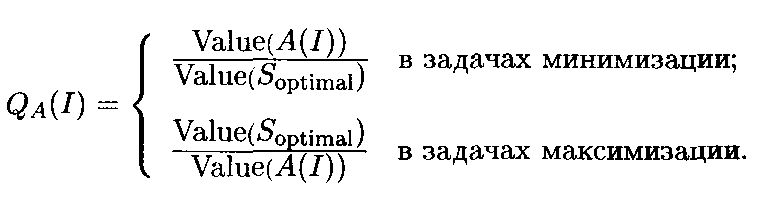 Value(A(I))
Value(S_optimal) в задачах минимизации;
Q_A(I) =
Value(S_optimal)
Value(A(I)) в задачах максимизации.